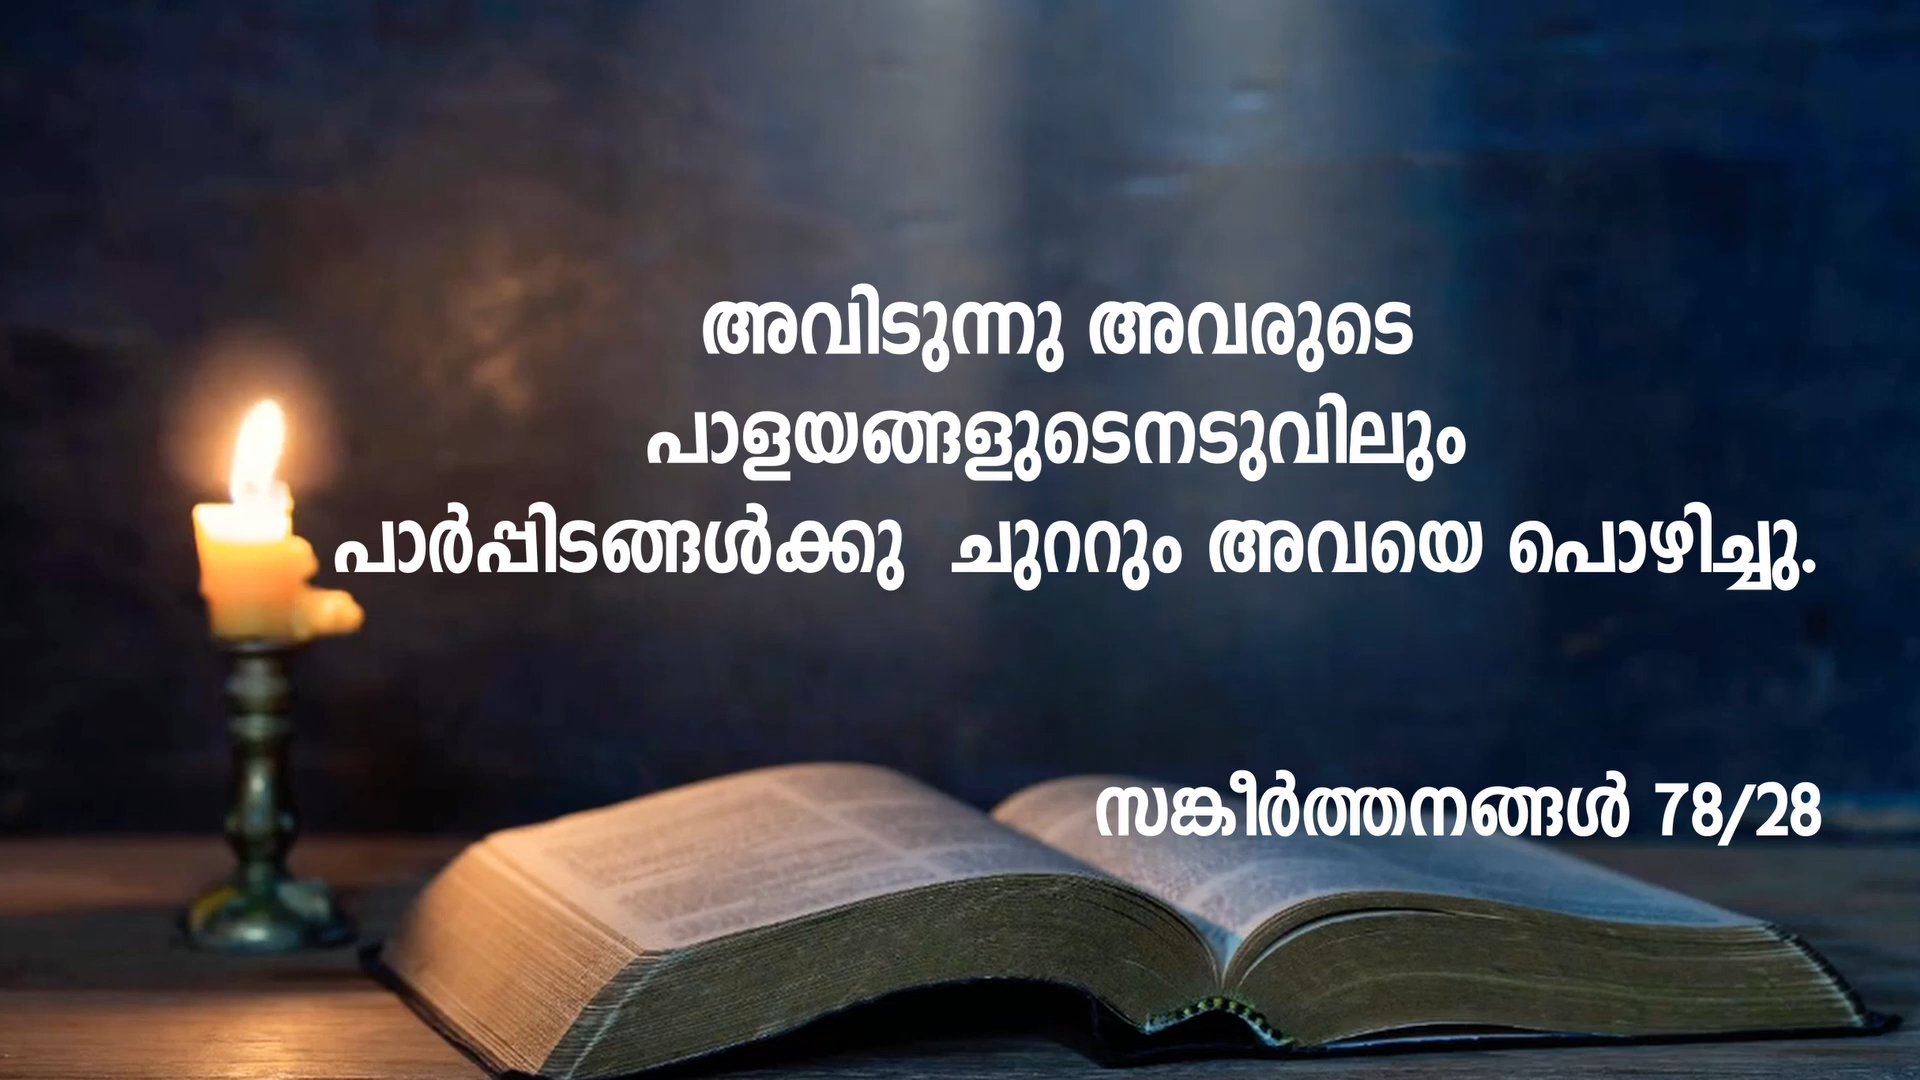 അവിടുന്നു അവരുടെ
പാളയങ്ങളുടെനടുവിലും
പാർപ്പിടങ്ങൾക്കു ചുററും അവയെ പൊഴിച്ചു.
സങ്കീർത്തനങ്ങൾ 78/28